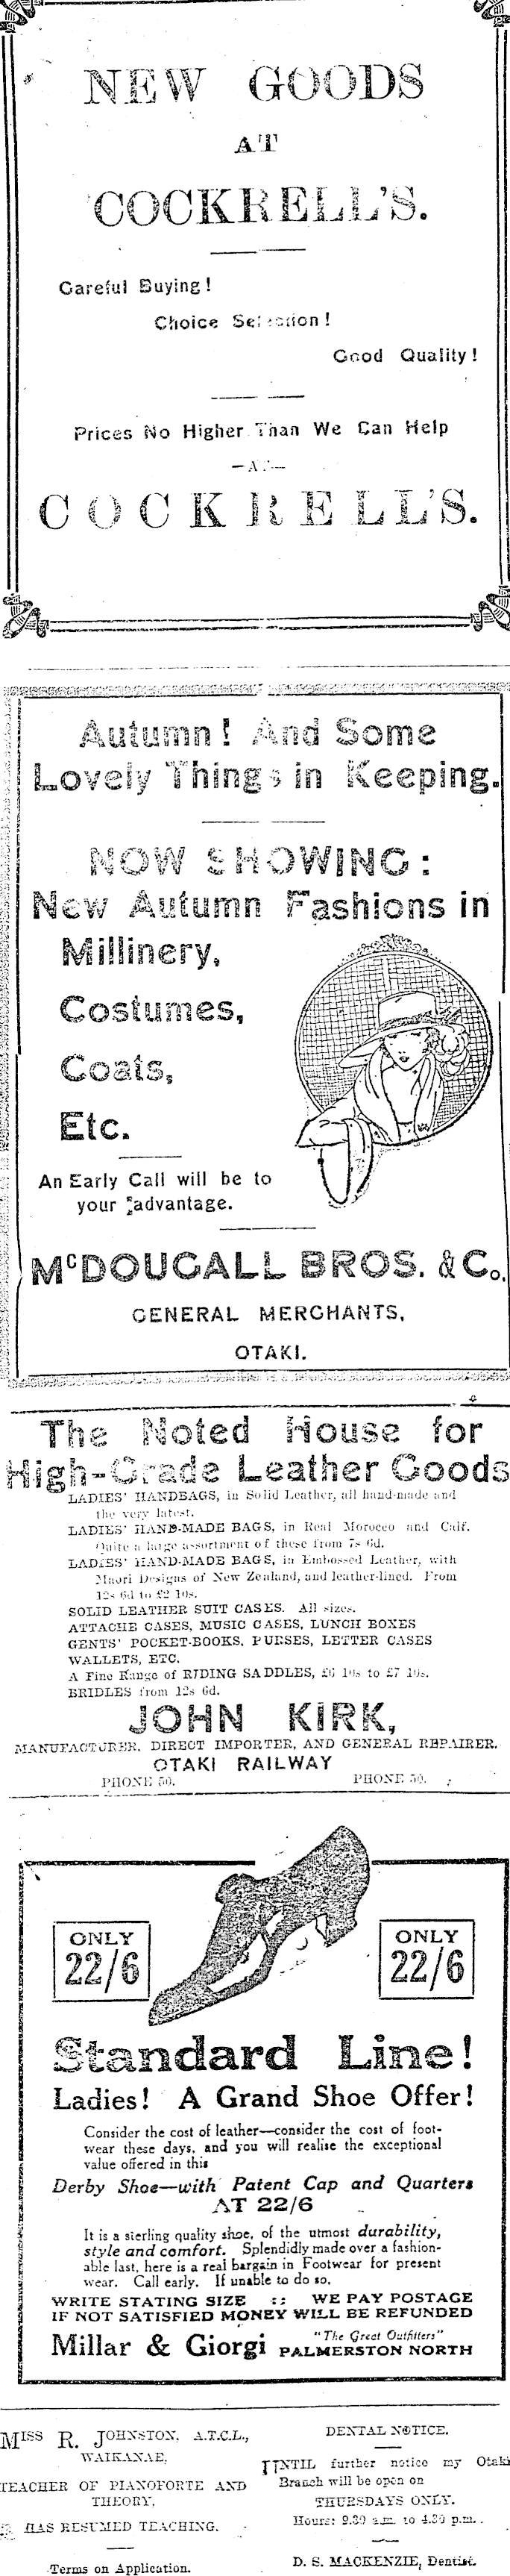 NEW GOODS
AT
COCKRELL'S.
Careful Buying!
Choice Selection!
Good Quality!
Prices No Higher Than We Can Help
—AT—
COCKRELL'S.
Autumn! And Some
Lovely Things in Keeping.
NOW SHOWING:
New Autumn Fashions in
Millinery,
Costumes,
Coats,
Etc.
An Early Call will be to
your advantage.
McDOUGALL BROS. & Co.,
GENERAL MERCHANTS,
OTAKI.
The Noted House for
High-Grade Leather Goods
LADIES' HANDBAGS, in Solid Leather, all hand-made and
the very latest.
LADIES' HAND-MADE BAGS, in Real Morocco and Calf.
Quite a large assortment of these from 7s 6d.
LADIES' HAND-MADE BAGS, in Embossed Leather, with
Maori Designs of New Zealand, and leather-lined. From
12s 6d to £2 10s.
SOLID LEATHER SUIT CASES. All sizes.
ATTACHE CASES, MUSIC CASES, LUNCH BOXES
GENTS' POCKET-BOOKS, PURSES, LETTER CASES
WALLETS, ETC.
A Fine Range of RIDING SADDLES, £6 10s to £7 10s.
BRIDLES from 12s 6d.
JOHN KIRK,
MANUFACTURER, DIRECT IMPORTER, AND GENERAL REPAIRER.
OTAKI RAILWAY
PHONE 50. PHONE 50.
ONLY
22/6
ONLY
22/6
Standard Line!
Ladies! A Grand Shoe Offer!
Consider the cost of leather—consider the cost of foot-
wear these days, and you will realise the exceptional
value offered in this
Derby Shoe—with Patent Cap and Quarters
AT 22/6
It is a sterling quality shoe, of the utmost durability,
style and comfort. Splendidly made over a fashion-
able last, here is a real bargain in Footwear for present
wear. Call early. If unable to do so,
WRITE STATING SIZE :: WE PAY POSTAGE
IF NOT SATISFIED MONEY WILL BE REFUNDED
Millar & Giorgi "The Great Outfitters"
PALMERSTON NORTH
MISS R. JOHNSTON, A.T.C.L.,
WAIKANAE,
TEACHER OF PIANOFORTE AND
THEORY,
HAS RESUMED TEACHING.
Terms on Application.
DENTAL NOTICE.
UNTIL further notice my Otaki
Branch will be open on
THURSDAYS ONLY.
Hours: 9.30 a.m. to 4.30 p.m.
D. S. MACKENZIE, Dentist.